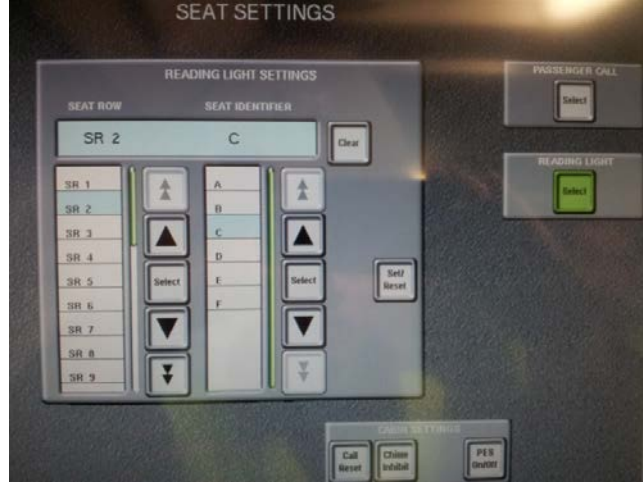 SEAT SETTINGS
READING LIGHT SETTINGS
SEAT ROW
SEAT IDENTIFIER
SR 2
C
Clear
SR 1
SR 2
SR 3
SR 4
SR 5
SR 6
SR 7
SR 8
SR 9
Select
A
B
C
D
E
F
Select
Set/
Reset
PASSENGER CALL
Select
READING LIGHT
Select
CABIN SETTINGS
Call
Reset
Chime
Inhibit
PES
On/Off